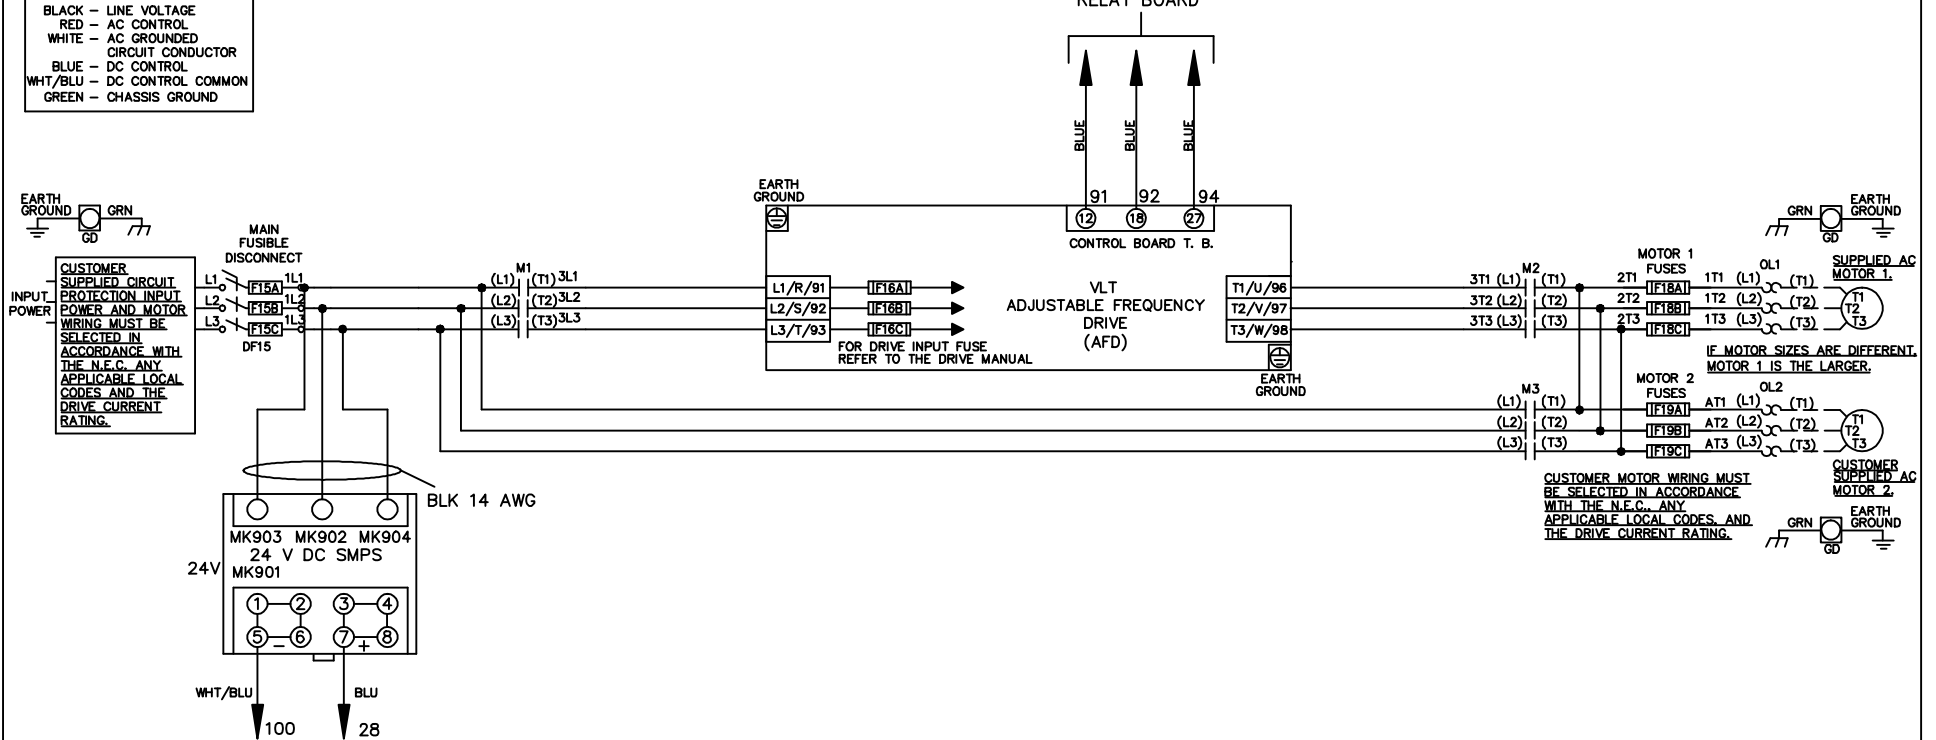 BLACK – LINE VOLTAGE
RED – AC CONTROL
WHITE – AC GROUNDED
CIRCUIT CONDUCTOR
BLUE – DC CONTROL
WHT/BLU – DC CONTROL COMMON
GREEN – CHASSIS GROUND
RELAY BOARD
BLUE
BLUE
BLUE
91 92 94
12 18 27
CONTROL BOARD T. B.
EARTH
GROUND
GRN
GD
INPUT
POWER
CUSTOMER
SUPPLIED CIRCUIT
PROTECTION INPUT
POWER AND MOTOR
WIRING MUST BE
SELECTED IN
ACCORDANCE WITH
THE N.E.C. ANY
APPLICABLE LOCAL
CODES AND THE
DRIVE CURRENT
RATING.
MAIN
FUSIBLE
DISCONNECT
L1 F15A 1L1
L2 F15B 1L2
L3 F15C 1L3
DF15
M1
(L1) (T1) 3L1
(L2) (T2) 3L2
(L3) (T3) 3L3
EARTH
GROUND
L1/R/91 F16A
L2/S/92 F16B
L3/T/93 F16C
FOR DRIVE INPUT FUSE
REFER TO THE DRIVE MANUAL
VLT
ADJUSTABLE FREQUENCY
DRIVE
(AFD)
T1/U/96
T2/V/97
T3/W/98
EARTH
GROUND
M2
3T1 (L1) (T1)
3T2 (L2) (T2)
3T3 (L3) (T3)
MOTOR 1
FUSES
2T1 F18A 1T1 (L1)
2T2 F18B 1T2 (L2)
2T3 F18C 1T3 (L3)
OL1
(T1)
(T2)
(T3)
T1
T2
T3
GRN
GD
EARTH
GROUND
SUPPLIED AC
MOTOR 1.
IF MOTOR SIZES ARE DIFFERENT,
MOTOR 1 IS THE LARGER.
M3
(L1) (T1)
(L2) (T2)
(L3) (T3)
MOTOR 2
FUSES
F19A AT1 (L1)
F19B AT2 (L2)
F19C AT3 (L3)
OL2
(T1)
(T2)
(T3)
T1
T2
T3
CUSTOMER
SUPPLIED AC
MOTOR 2.
CUSTOMER MOTOR WIRING MUST
BE SELECTED IN ACCORDANCE
WITH THE N.E.C., ANY
APPLICABLE LOCAL CODES, AND
THE DRIVE CURRENT RATING.
GRN
GD
EARTH
GROUND
BLK 14 AWG
MK903 MK902 MK904
24 V DC SMPS
24V
MK901
1 2 3 4
5 – 6 7 + 8
WHT/BLU BLU
100 28